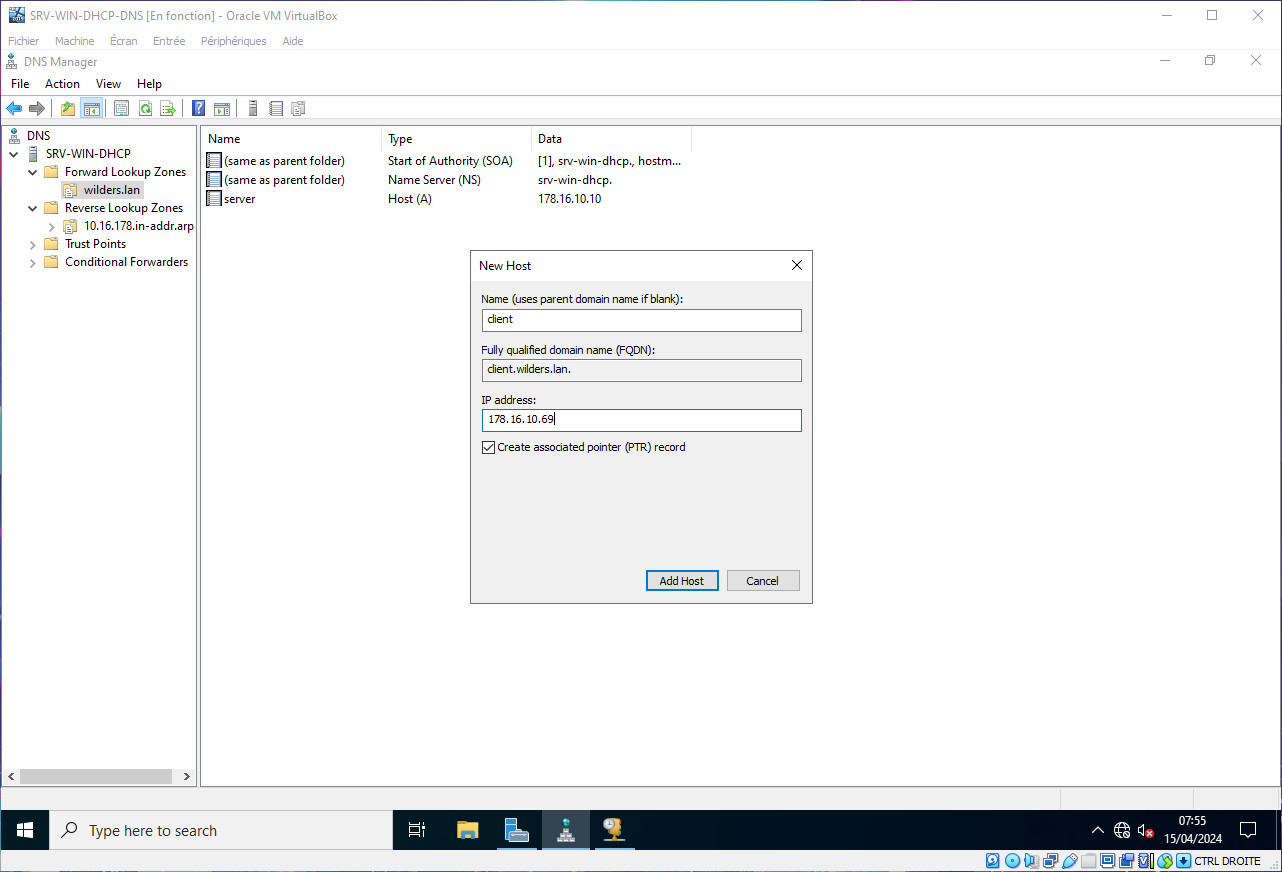 SRV-WIN-DHCP-DNS [En fonction] - Oracle VM VirtualBox
Fichier Machine Écran Entrée Périphériques Aide
DNS Manager
File Action View Help
DNS
SRV-WIN-DHCP
Forward Lookup Zones
wilders.lan
Reverse Lookup Zones
10.16.178.in-addr.arp
Trust Points
Conditional Forwarders
Name Type Data
(same as parent folder) Start of Authority (SOA) [1], srv-win-dhcp., hostm...
(same as parent folder) Name Server (NS) srv-win-dhcp.
server Host (A) 178.16.10.10
New Host
Name (uses parent domain name if blank):
client
Fully qualified domain name (FQDN):
client.wilders.lan.
IP address:
178.16.10.69
Create associated pointer (PTR) record
Add Host Cancel
Type here to search
07:55
15/04/2024
CTRL DROITE